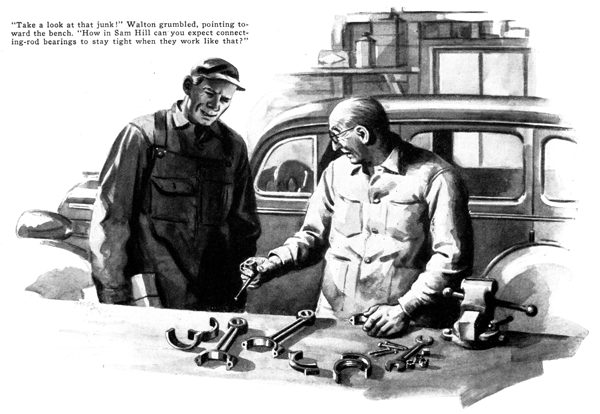 "Take a look at that junk!" Walton grumbled, pointing to-
ward the bench. "How in Sam Hill can you expect connect-
ing-rod bearings to stay tight when they work like that?"